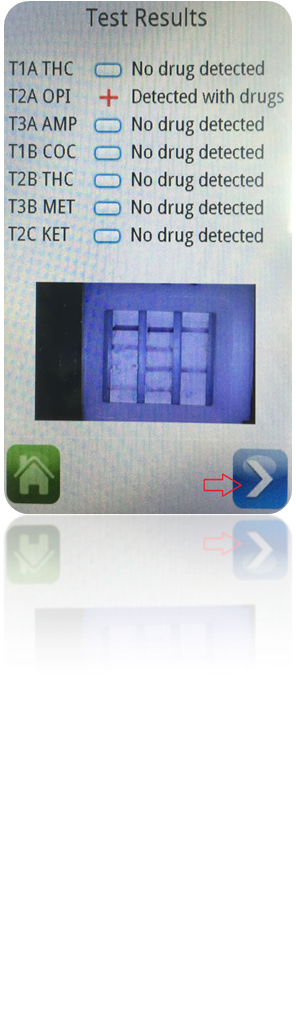 Test Results
T1A THC No drug detected
T2A OPI Detected with drugs
T3A AMP No drug detected
T1B COC No drug detected
T2B THC No drug detected
T3B MET No drug detected
T2C KET No drug detected